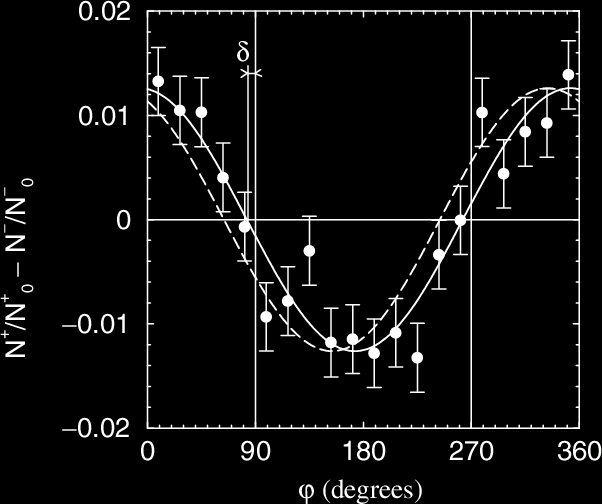 0.02
δ
0.01
0
−0.01
−0.02
N⁺/N⁺₀ − N⁻/N⁻₀
0 90 180 270 360
φ (degrees)